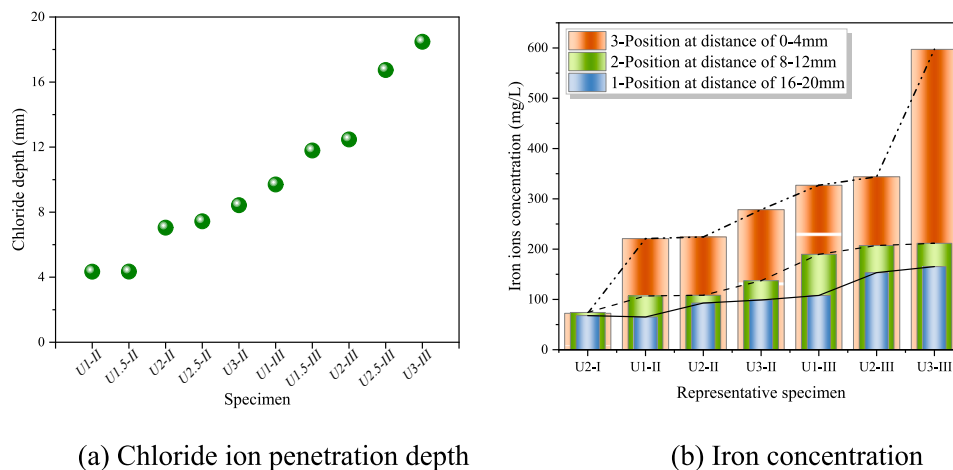 20
16
12
8
4
0
Chloride depth (mm)
U1-II
U1.5-II
U2-II
U2.5-II
U3-II
U1-III
U1.5-III
U2-III
U2.5-III
U3-III
Specimen
(a) Chloride ion penetration depth
600
500
400
300
200
100
0
Iron ions concentration (mg/L)
3-Position at distance of 0-4mm
2-Position at distance of 8-12mm
1-Position at distance of 16-20mm
U2-I
U1-II
U2-II
U3-II
U1-III
U2-III
U3-III
Representative specimen
(b) Iron concentration